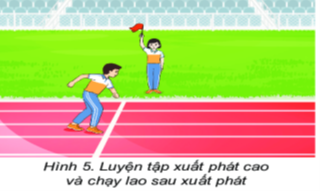 Hình 5. Luyện tập xuất phát cao
và chạy lao sau xuất phát